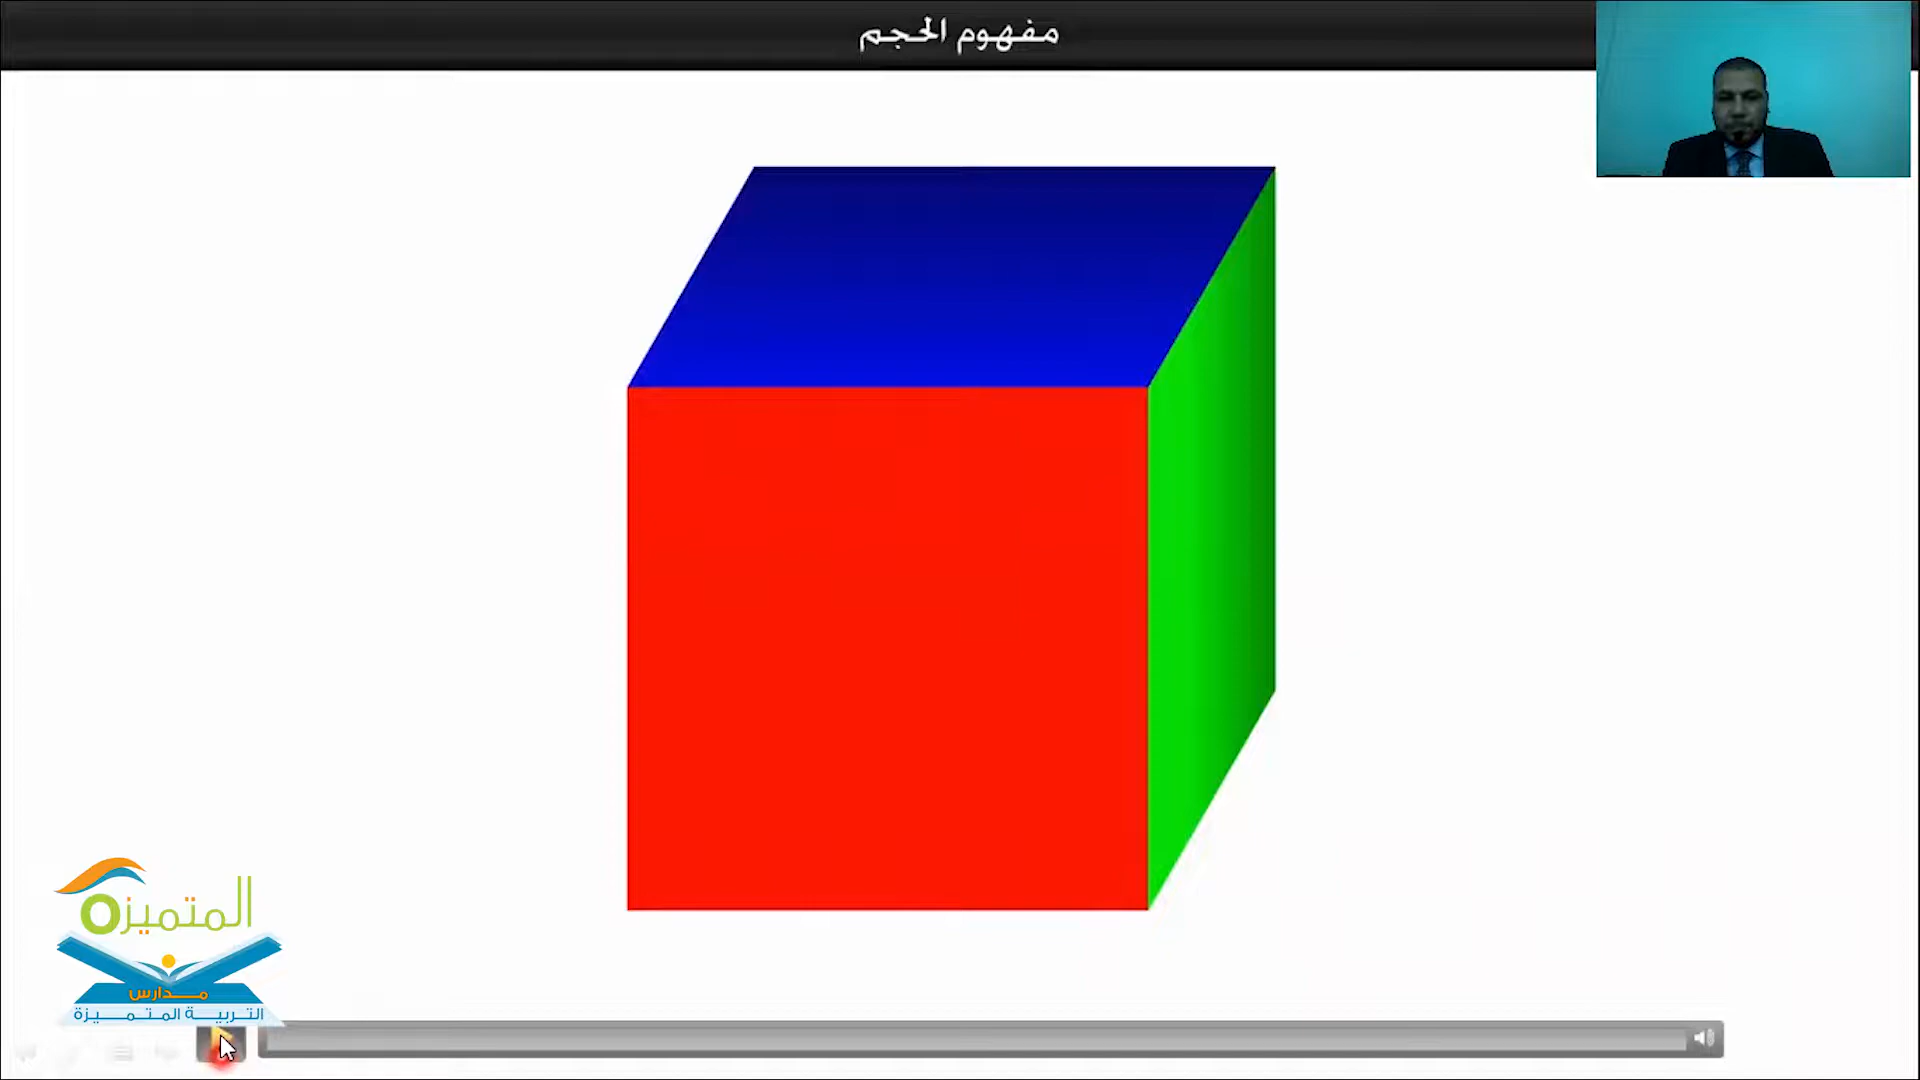 مفهوم الحجم
المتميزة
مدارس
التربية المتميزة